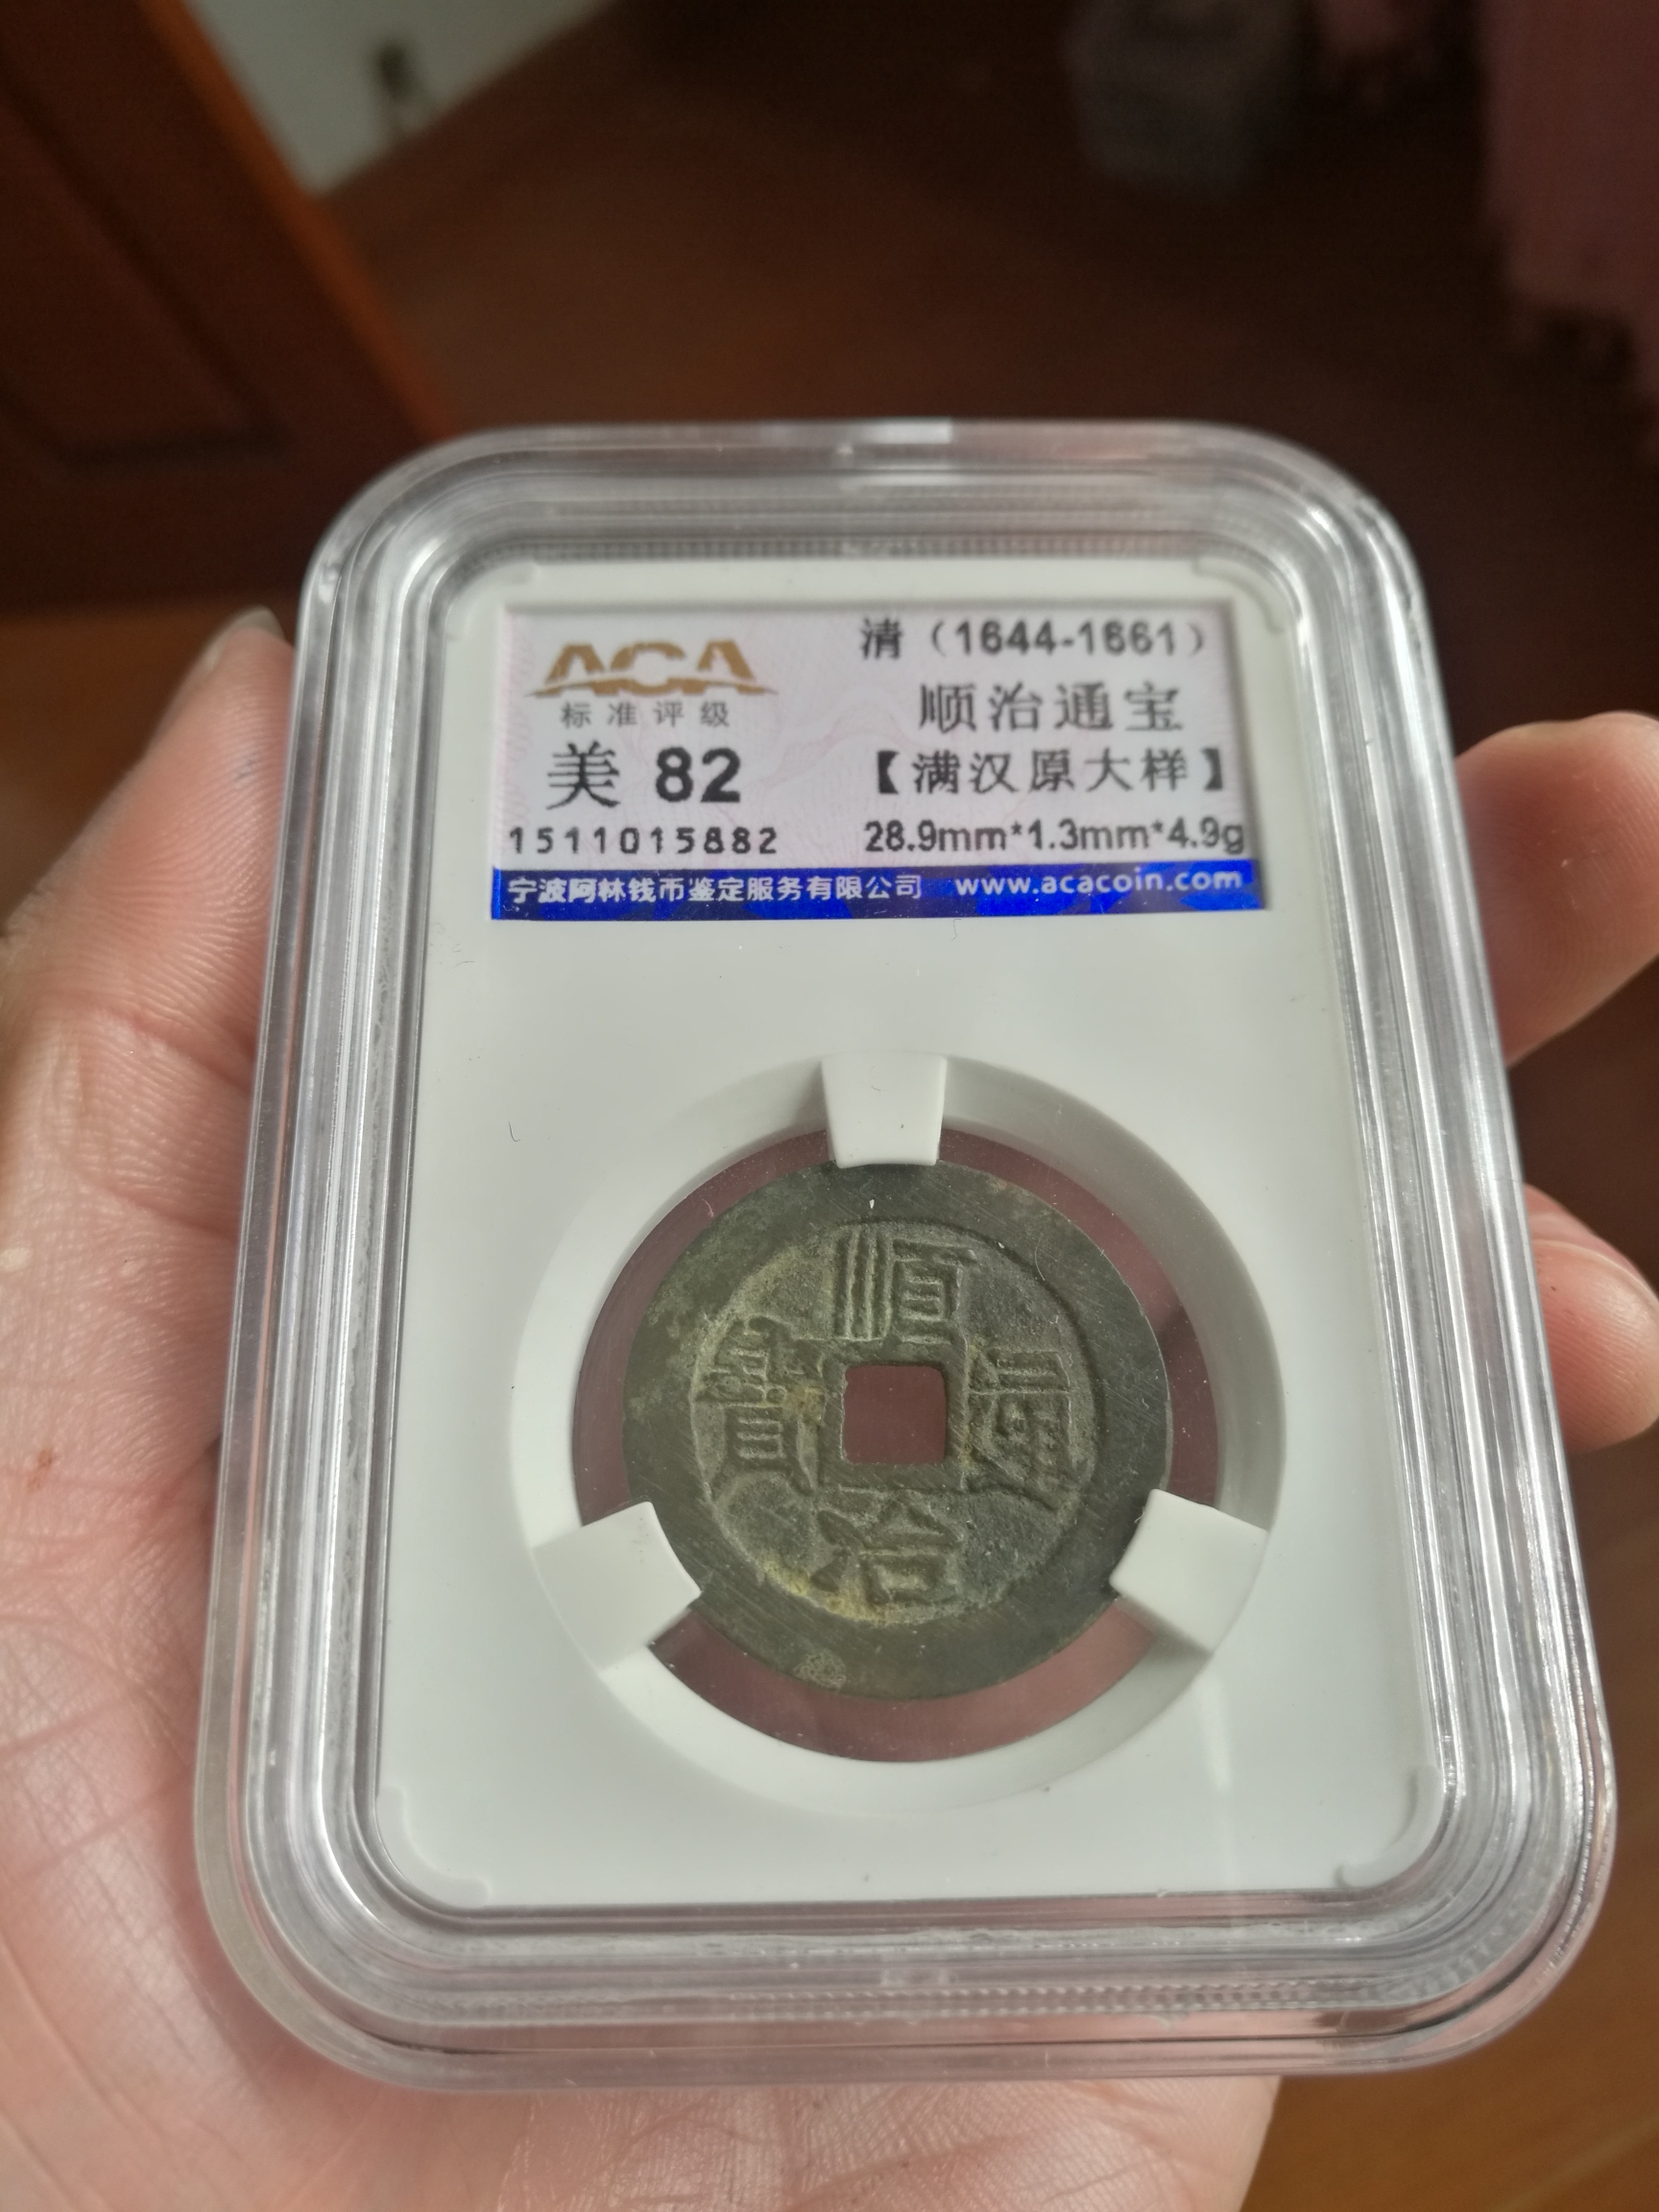 ACA
标准评级
美 82
1511015882
清（1644-1661）
顺治通宝
【满汉原大样】
28.9mm*1.3mm*4.9g
宁波阿林钱币鉴定服务有限公司 www.acacoin.com
順治通寶